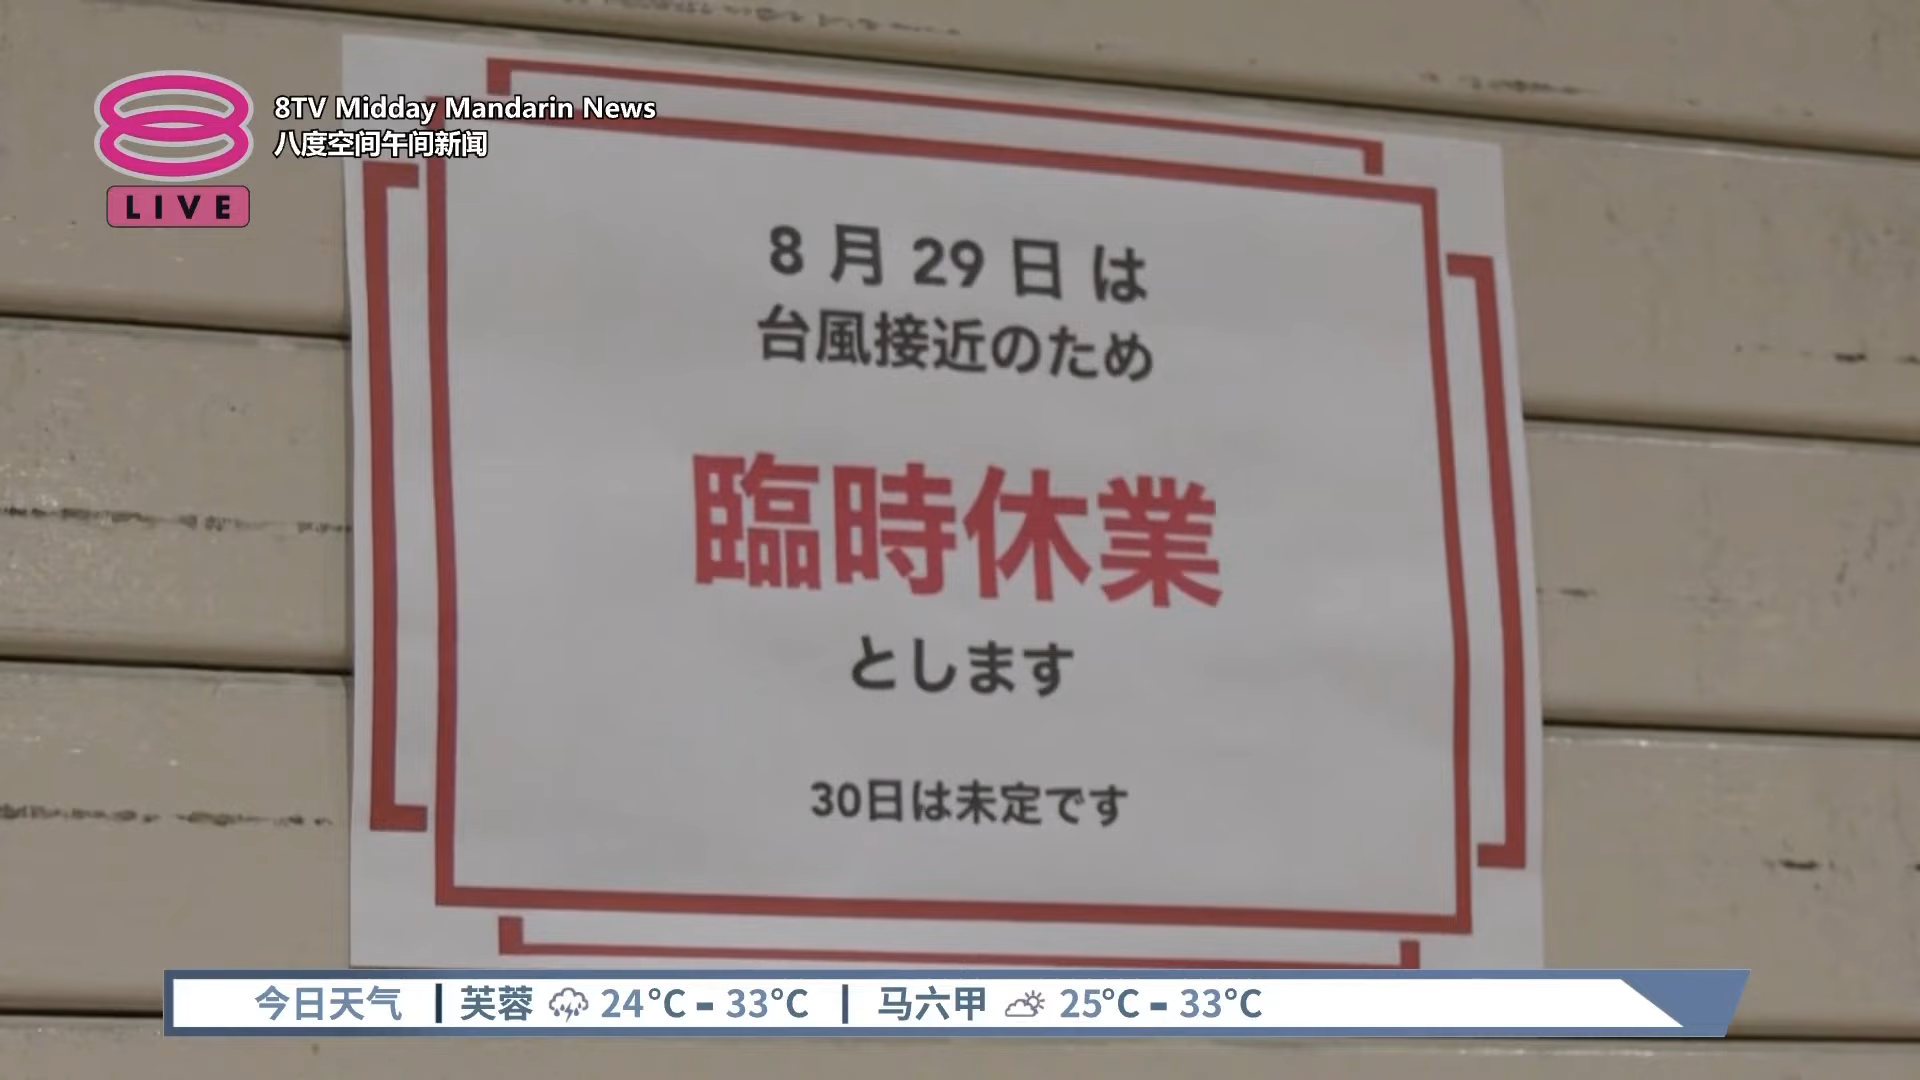 8TV Midday Mandarin News
八度空间午间新闻
LIVE
8月29日は
台風接近のため
臨時休業
とします
30日は未定です
今日天气 | 芙蓉 24°C - 33°C | 马六甲 25°C - 33°C